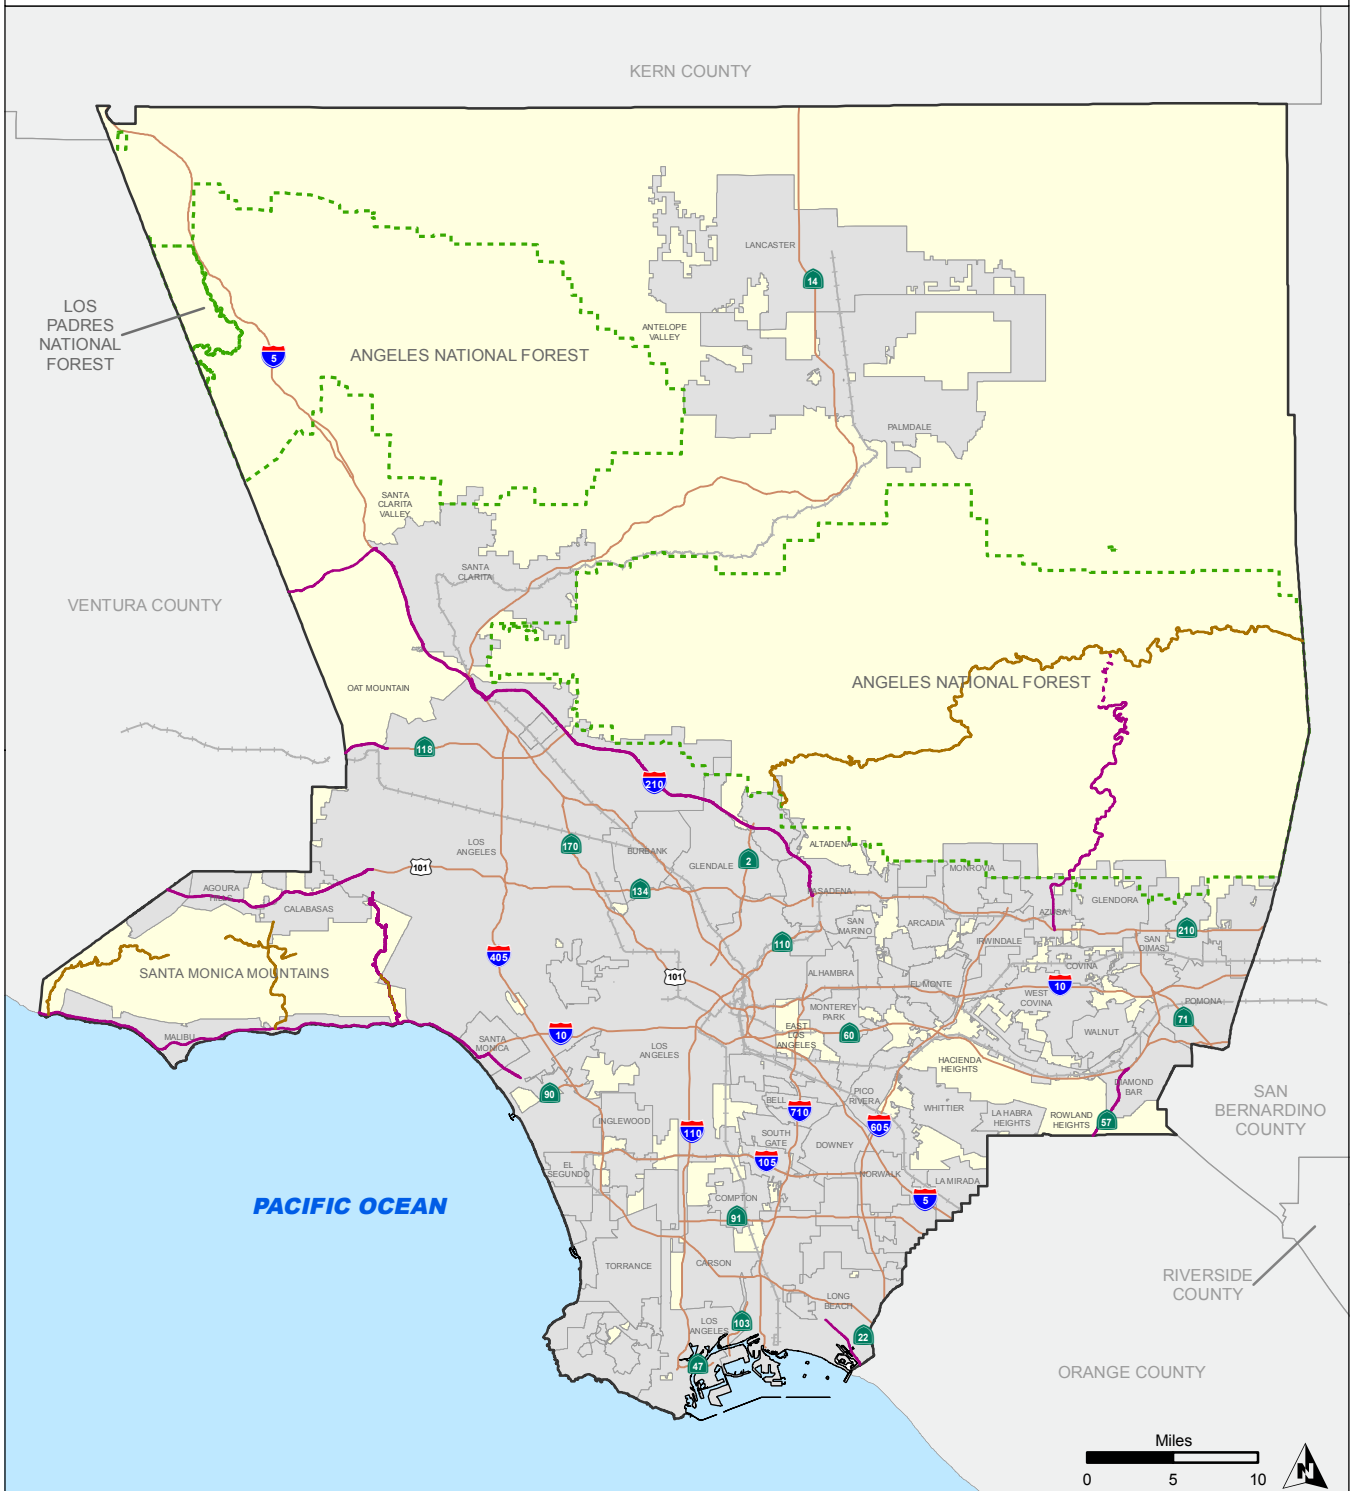 KERN COUNTY
LANCASTER
14
LOS
PADRES
NATIONAL
FOREST
ANTELOPE
VALLEY
5
ANGELES NATIONAL FOREST
PALMDALE
SANTA
CLARITA
VALLEY
SANTA
CLARITA
VENTURA COUNTY
OAT MOUNTAIN
ANGELES NATIONAL FOREST
118
210
LOS
ANGELES
170
BURBANK
GLENDALE
2
ALTADENA
101
134
MONROVIA
PASADENA
AGOURA
HILLS
CALABASAS
GLENDORA
AZUSA
SAN
MARINO
ARCADIA
210
110
IRWINDALE
SAN
DIMAS
405
SANTA MONICA MOUNTAINS
101
ALHAMBRA
EL MONTE
COVINA
10
WEST
COVINA
POMONA
MONTEREY
PARK
71
MALIBU
SANTA
MONICA
10
LOS
ANGELES
EAST
LOS
ANGELES
60
WALNUT
HACIENDA
HEIGHTS
90
BELL
PICO
RIVERA
DIAMOND
BAR
SAN
BERNARDINO
COUNTY
710
WHITTIER
INGLEWOOD
LA HABRA
HEIGHTS
ROWLAND
HEIGHTS
57
110
605
SOUTH
GATE
DOWNEY
105
EL
SEGUNDO
NORWALK
LA MIRADA
5
PACIFIC OCEAN
COMPTON
91
TORRANCE
CARSON
RIVERSIDE
COUNTY
LONG
BEACH
LOS
ANGELES
103
22
47
ORANGE COUNTY
Miles
0 5 10
N